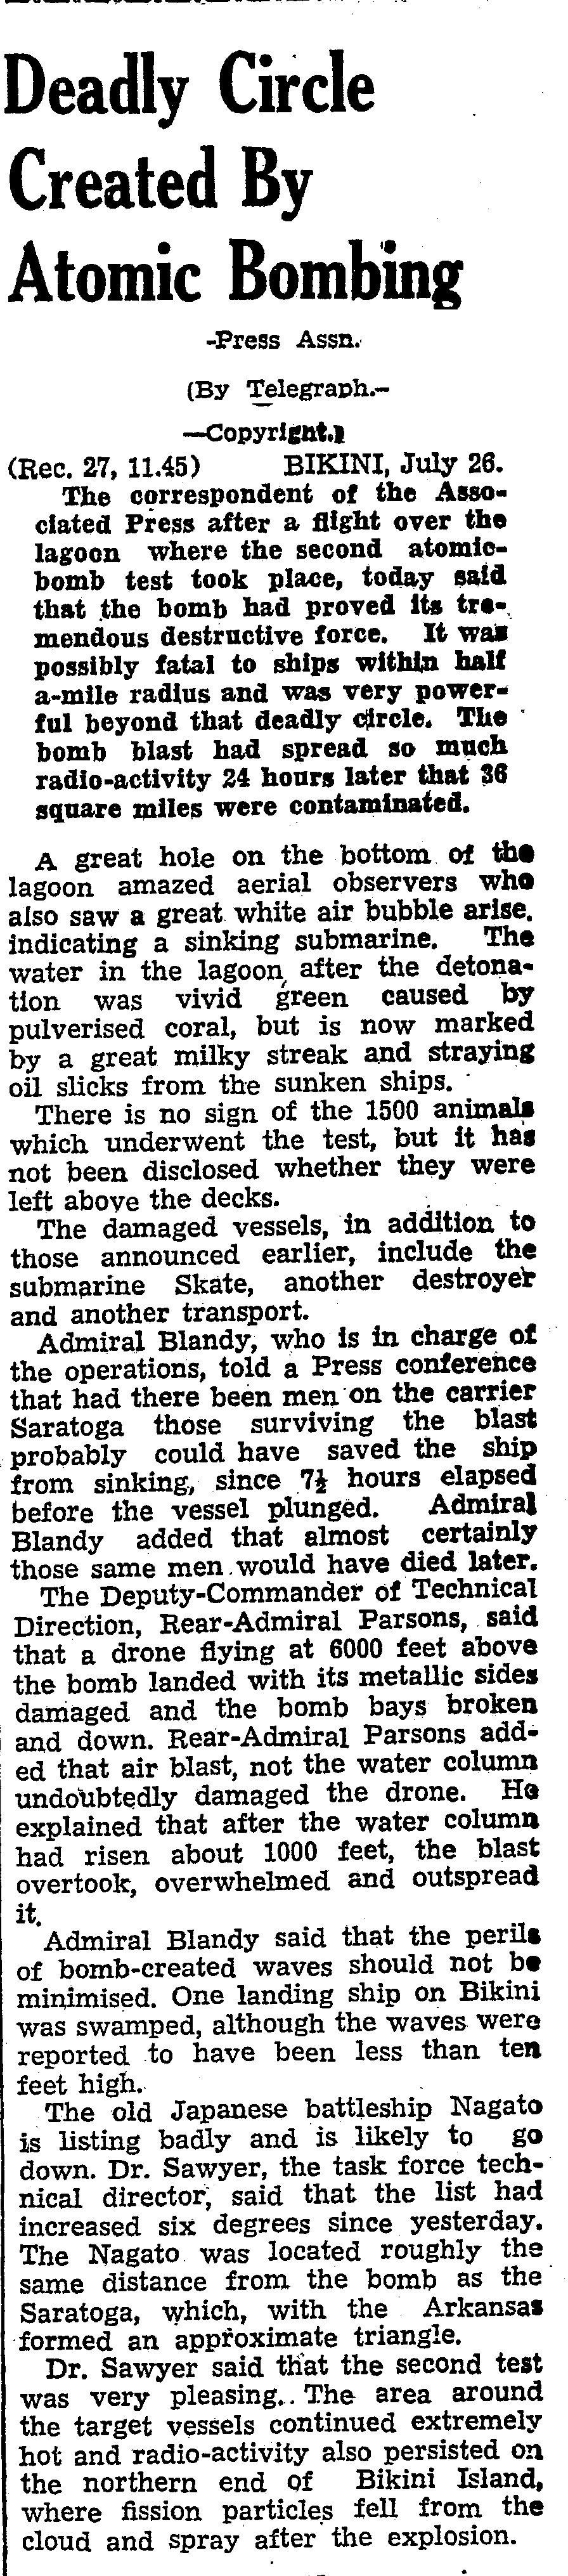 Deadly Circle
Created By
Atomic Bombing
-Press Assn.
(By Telegraph.—
—Copyright.)
(Rec. 27, 11.45) BIKINI, July 26.
The correspondent of the Asso-
ciated Press after a flight over the
lagoon where the second atomic-
bomb test took place, today said
that the bomb had proved its tre-
mendous destructive force. It was
possibly fatal to ships within half
a-mile radius and was very power-
ful beyond that deadly circle. The
bomb blast had spread so much
radio-activity 24 hours later that 36
square miles were contaminated.
A great hole on the bottom of the
lagoon amazed aerial observers who
also saw a great white air bubble arise,
indicating a sinking submarine. The
water in the lagoon after the detona-
tion was vivid green caused by
pulverised coral, but is now marked
by a great milky streak and straying
oil slicks from the sunken ships.
There is no sign of the 1500 animals
which underwent the test, but it has
not been disclosed whether they were
left above the decks.
The damaged vessels, in addition to
those announced earlier, include the
submarine Skate, another destroyer
and another transport.
Admiral Blandy, who is in charge of
the operations, told a Press conference
that had there been men on the carrier
Saratoga those surviving the blast
probably could have saved the ship
from sinking, since 7½ hours elapsed
before the vessel plunged. Admiral
Blandy added that almost certainly
those same men would have died later.
The Deputy-Commander of Technical
Direction, Rear-Admiral Parsons, said
that a drone flying at 6000 feet above
the bomb landed with its metallic sides
damaged and the bomb bays broken
and down. Rear-Admiral Parsons add-
ed that air blast, not the water column
undoubtedly damaged the drone. He
explained that after the water column
had risen about 1000 feet, the blast
overtook, overwhelmed and outspread
it.
Admiral Blandy said that the perils
of bomb-created waves should not be
minimised. One landing ship on Bikini
was swamped, although the waves were
reported to have been less than ten
feet high.
The old Japanese battleship Nagato
is listing badly and is likely to go
down. Dr. Sawyer, the task force tech-
nical director, said that the list had
increased six degrees since yesterday.
The Nagato was located roughly the
same distance from the bomb as the
Saratoga, which, with the Arkansas
formed an approximate triangle.
Dr. Sawyer said that the second test
was very pleasing. The area around
the target vessels continued extremely
hot and radio-activity also persisted on
the northern end of Bikini Island,
where fission particles fell from the
cloud and spray after the explosion.